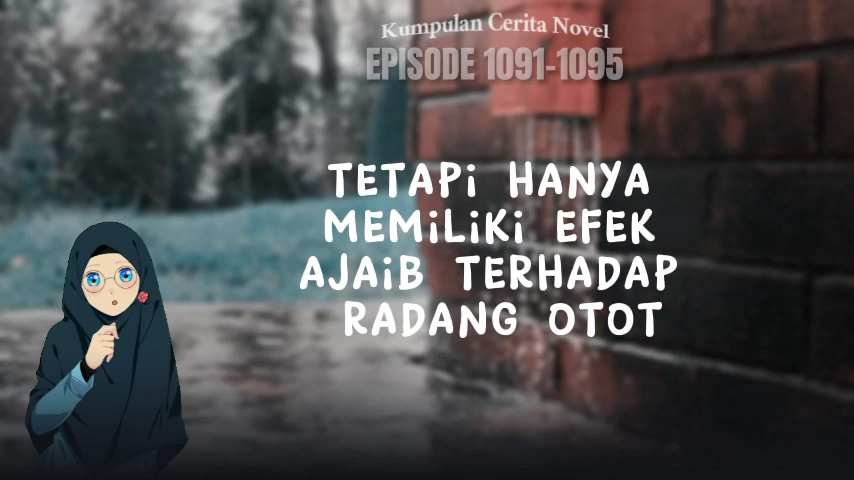 Kumpulan Cerita Novel
EPISODE 1091-1095
TETAPi HANYA
MEMiLiKi EFEK
AJAiB TERHADAP
RADANG OTOT